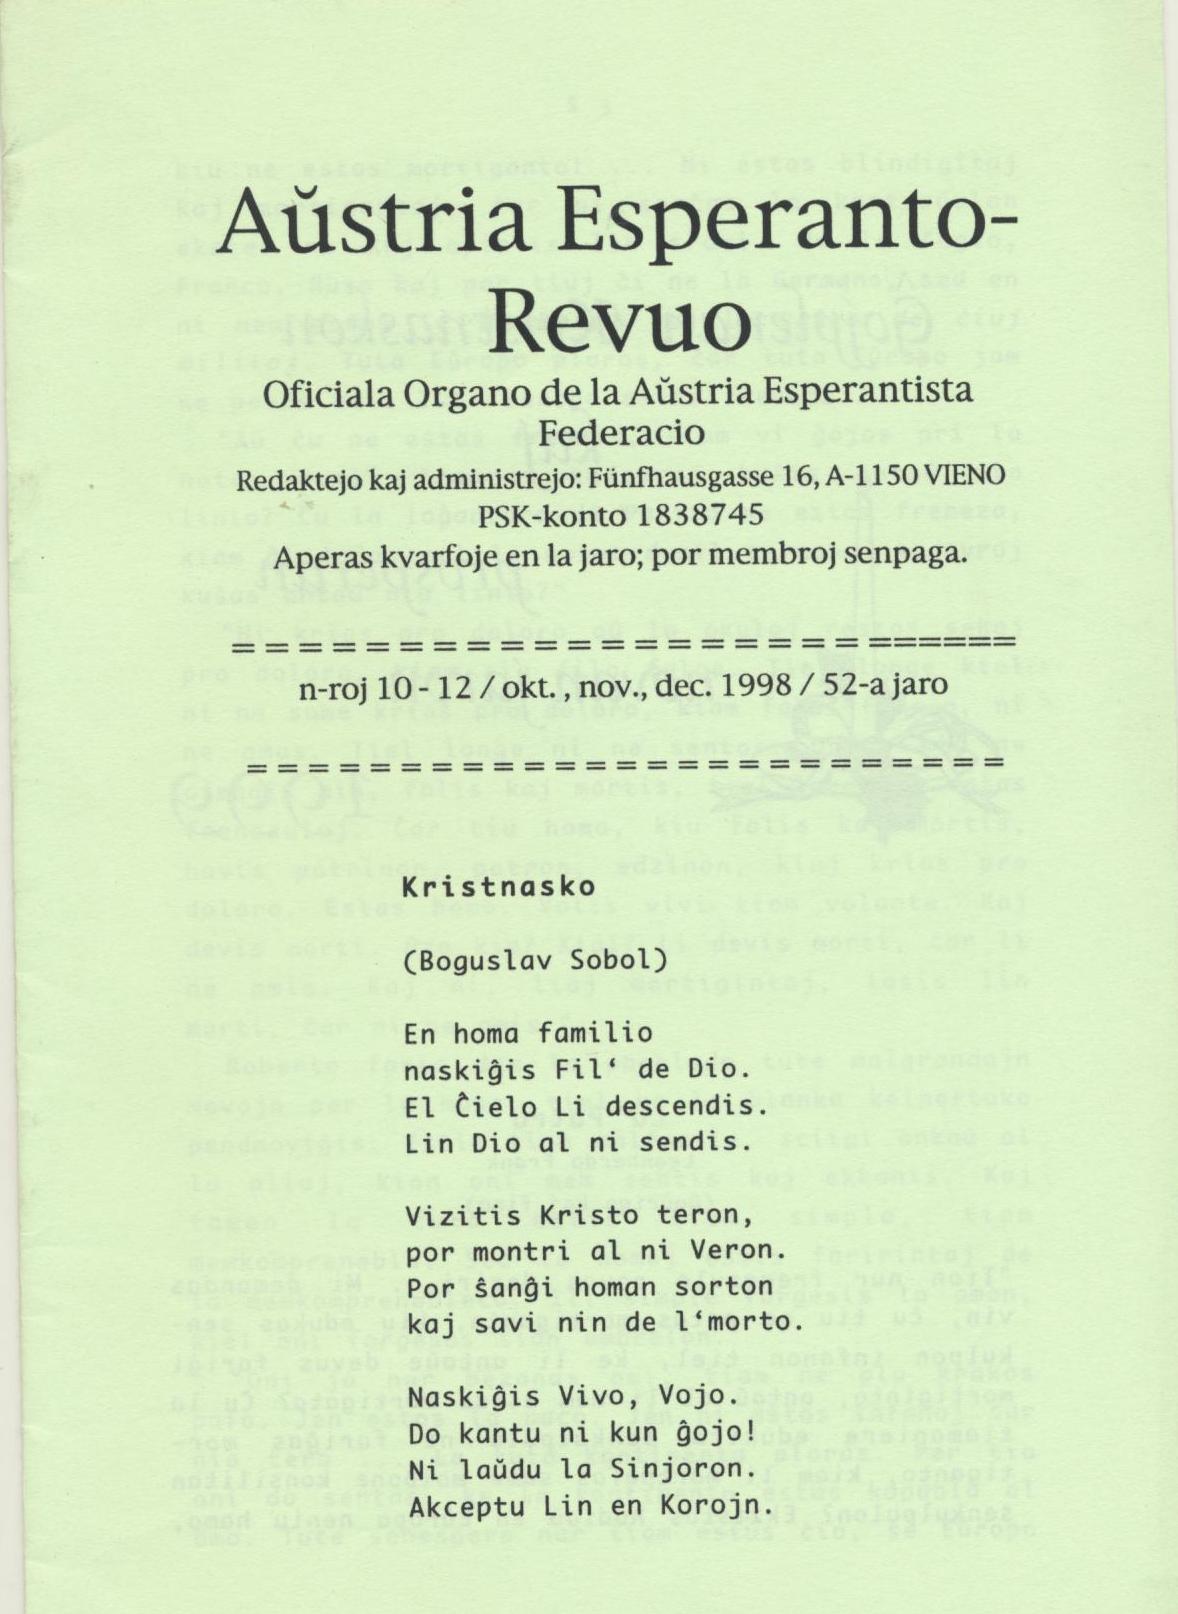 Aŭstria Esperanto-
Revuo
Oficiala Organo de la Aŭstria Esperantista
Federacio
Redaktejo kaj administrejo: Fünfhausgasse 16, A-1150 VIENO
PSK-konto 1838745
Aperas kvarfoje en la jaro; por membroj senpaga.
n-roj 10 - 12 / okt. , nov., dec. 1998 / 52-a jaro
Kristnasko
(Boguslav Sobol)
En homa familio
naskiĝis Fil‘ de Dio.
El Ĉielo Li descendis.
Lin Dio al ni sendis.
Vizitis Kristo teron,
por montri al ni Veron.
Por ŝanĝi homan sorton
kaj savi nin de l‘morto.
Naskiĝis Vivo, Vojo.
Do kantu ni kun ĝojo!
Ni laŭdu la Sinjoron.
Akceptu Lin en Korojn.